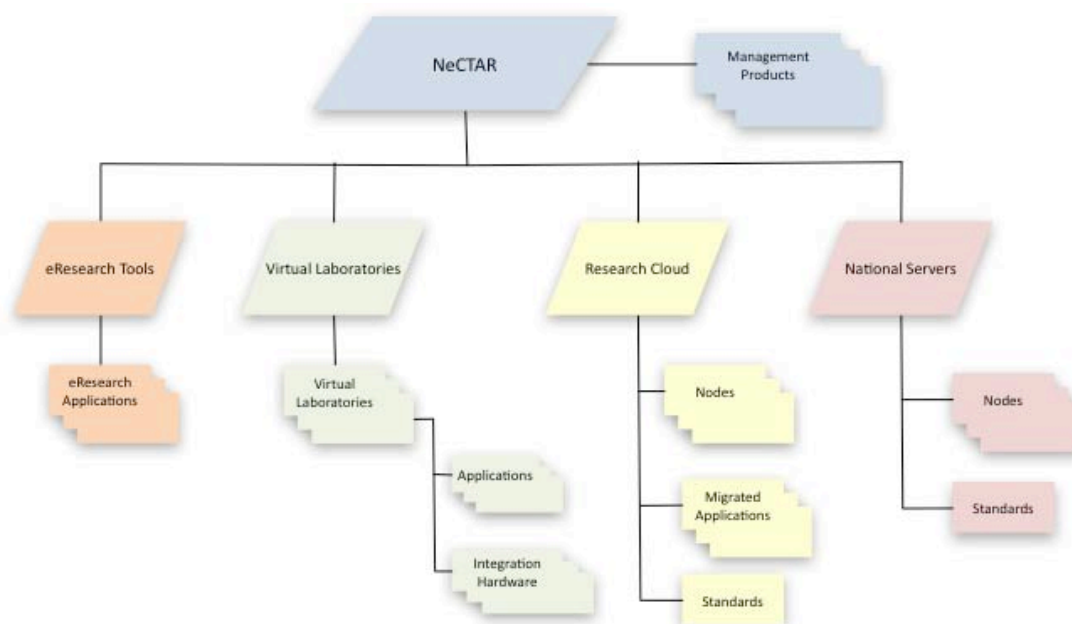 NeCTAR
Management
Products
eResearch Tools
Virtual Laboratories
Research Cloud
National Servers
eResearch
Applications
Virtual
Laboratories
Nodes
Nodes
Applications
Migrated
Applications
Standards
Integration
Hardware
Standards